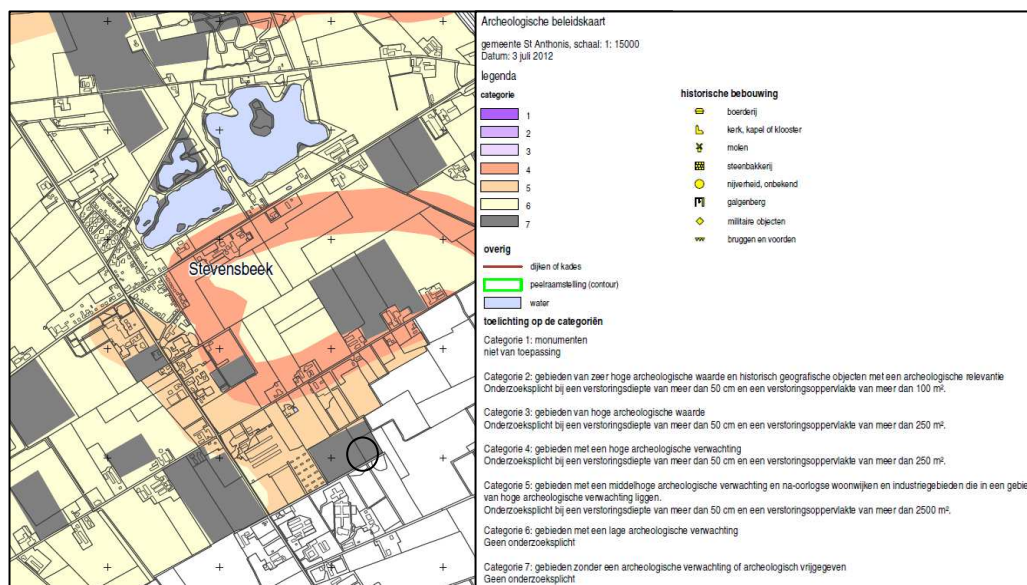 Stevensbeek
Archeologische beleidskaart
gemeente St Anthonis, schaal: 1: 15000
Datum: 3 juli 2012
legenda
categorie
1
2
3
4
5
6
7
historische bebouwing
boerderij
kerk, kapel of klooster
molen
steenbakkerij
nijverheid, onbekend
galgenberg
militaire objecten
bruggen en voorden
overig
dijken of kades
peelraamstelling (contour)
water
toelichting op de categoriën
Categorie 1: monumenten
niet van toepassing
Categorie 2: gebieden van zeer hoge archeologische waarde en historisch geografische objecten met een archeologische relevantie
Onderzoeksplicht bij een verstoringsdiepte van meer dan 50 cm en een verstoringsoppervlakte van meer dan 100 m².
Categorie 3: gebieden van hoge archeologische waarde
Onderzoeksplicht bij een verstoringsdiepte van meer dan 50 cm en een verstoringsoppervlakte van meer dan 250 m².
Categorie 4: gebieden met een hoge archeologische verwachting
Onderzoeksplicht bij een verstoringsdiepte van meer dan 50 cm en een verstoringsoppervlakte van meer dan 250 m².
Categorie 5: gebieden met een middelhoge archeologische verwachting en na-oorlogse woonwijken en industriegebieden die in een gebie
van hoge archeologische verwachting liggen.
Onderzoeksplicht bij een verstoringsdiepte van meer dan 50 cm en een verstoringsoppervlakte van meer dan 2500 m².
Categorie 6: gebieden met een lage archeologische verwachting
Geen onderzoeksplicht
Categorie 7: gebieden zonder een archeologische verwachting of archeologisch vrijgegeven
Geen onderzoeksplicht